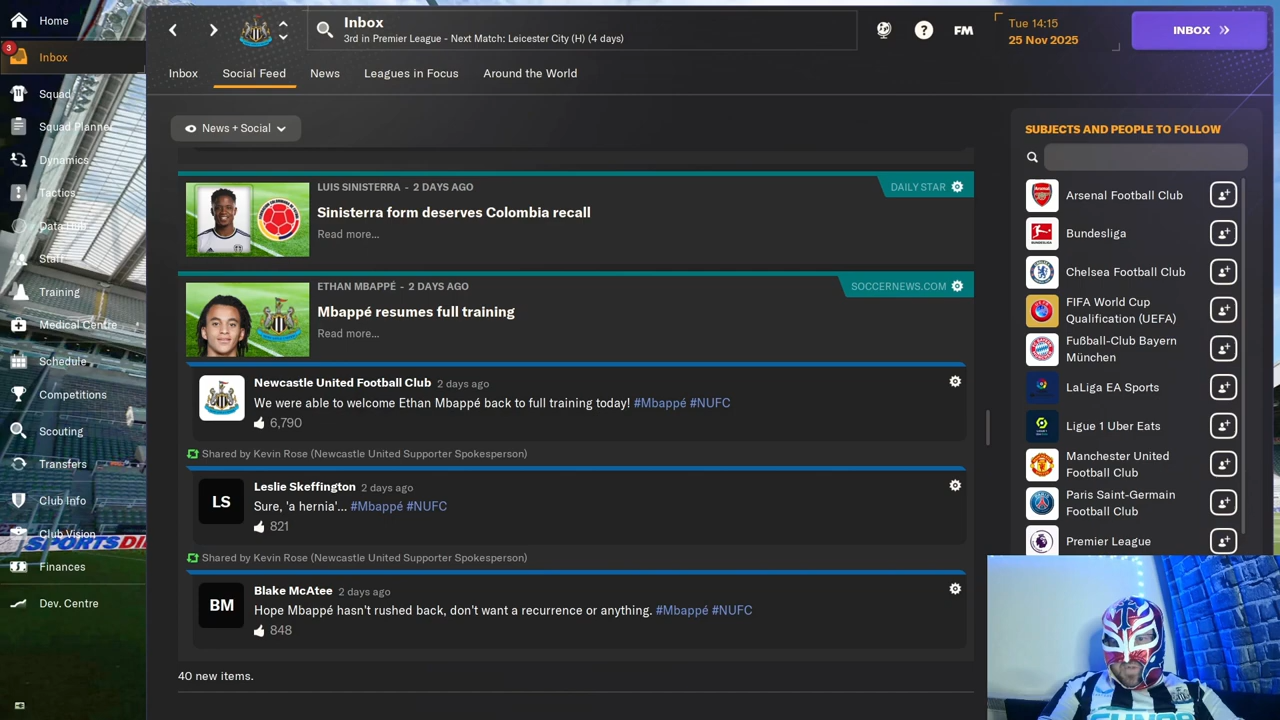 Home
3
Inbox
Squad
Squad Planner
Dynamics
Tactics
Data Hub
Staff
Training
Medical Centre
Schedule
Competitions
Scouting
Transfers
Club Info
Club Vision
SPORTS DI
Finances
Dev. Centre
Inbox
3rd in Premier League - Next Match: Leicester City (H) (4 days)
?
FM
Tue 14:15
25 Nov 2025
INBOX
Inbox
Social Feed
News
Leagues in Focus
Around the World
News + Social
LUIS SINISTERRA - 2 DAYS AGO
DAILY STAR
Sinisterra form deserves Colombia recall
Read more...
ETHAN MBAPPÉ - 2 DAYS AGO
SOCCERNEWS.COM
Mbappé resumes full training
Read more...
Newcastle United Football Club 2 days ago
We were able to welcome Ethan Mbappé back to full training today! #Mbappé #NUFC
6,790
Shared by Kevin Rose (Newcastle United Supporter Spokesperson)
LS
Leslie Skeffington 2 days ago
Sure, 'a hernia'... #Mbappé #NUFC
821
Shared by Kevin Rose (Newcastle United Supporter Spokesperson)
BM
Blake McAtee 2 days ago
Hope Mbappé hasn't rushed back, don't want a recurrence or anything. #Mbappé #NUFC
848
40 new items.
SUBJECTS AND PEOPLE TO FOLLOW
Arsenal Football Club
Bundesliga
Chelsea Football Club
FIFA World Cup
Qualification (UEFA)
Fußball-Club Bayern
München
LaLiga EA Sports
Ligue 1 Uber Eats
Manchester United
Football Club
Paris Saint-Germain
Football Club
Premier League